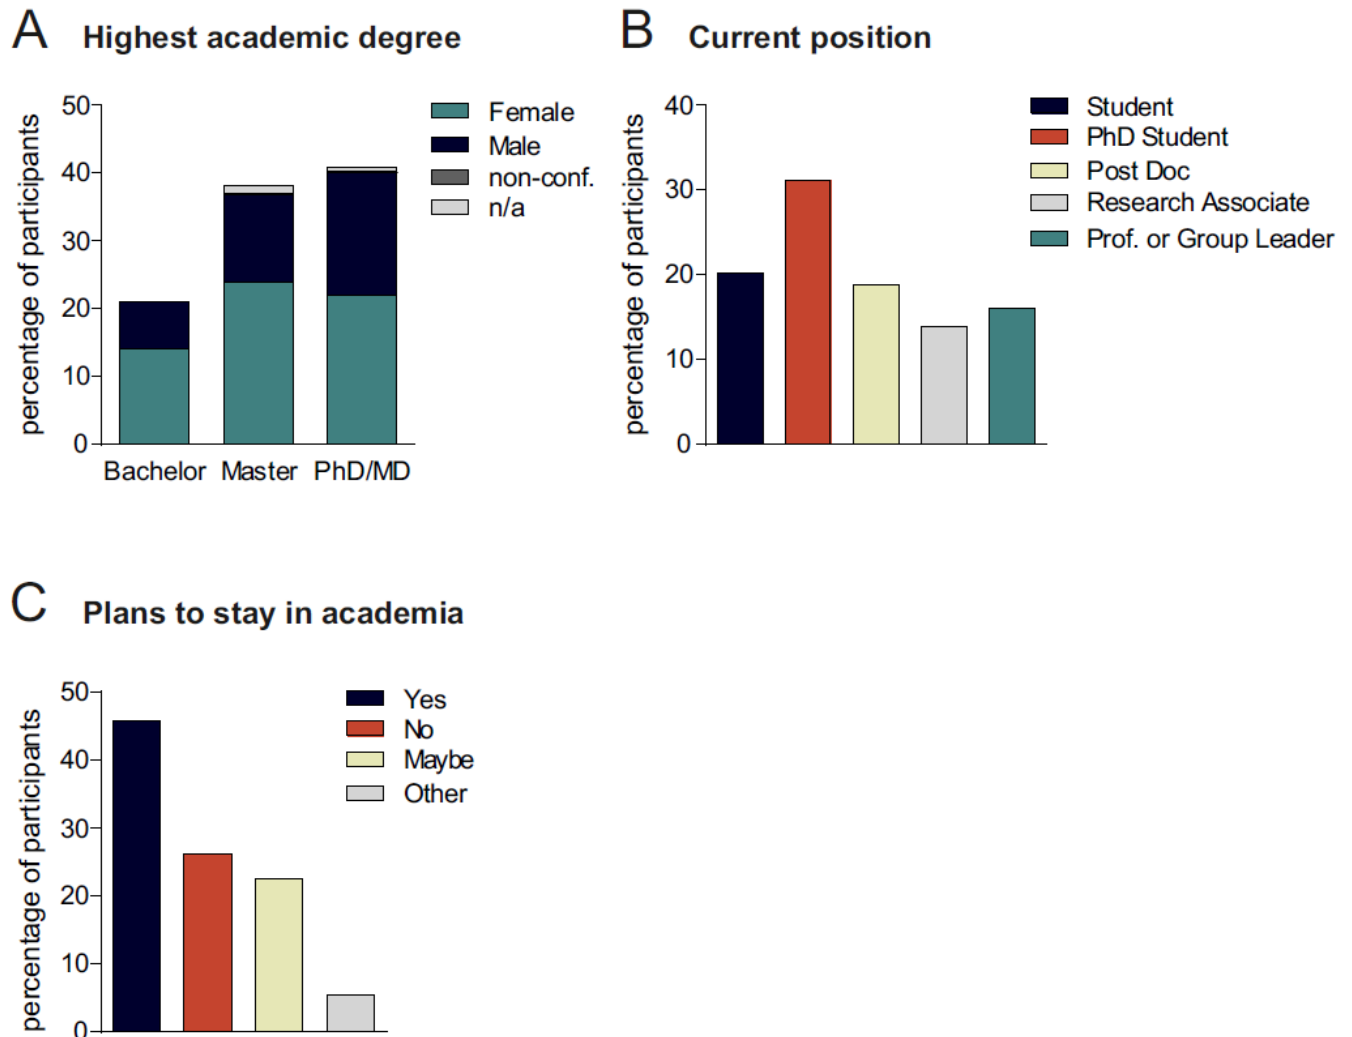 A Highest academic degree
percentage of participants
50
40
30
20
10
0
Bachelor Master PhD/MD
Female
Male
non-conf.
n/a
B Current position
percentage of participants
40
30
20
10
0
Student
PhD Student
Post Doc
Research Associate
Prof. or Group Leader
C Plans to stay in academia
percentage of participants
50
40
30
20
10
0
Yes
No
Maybe
Other